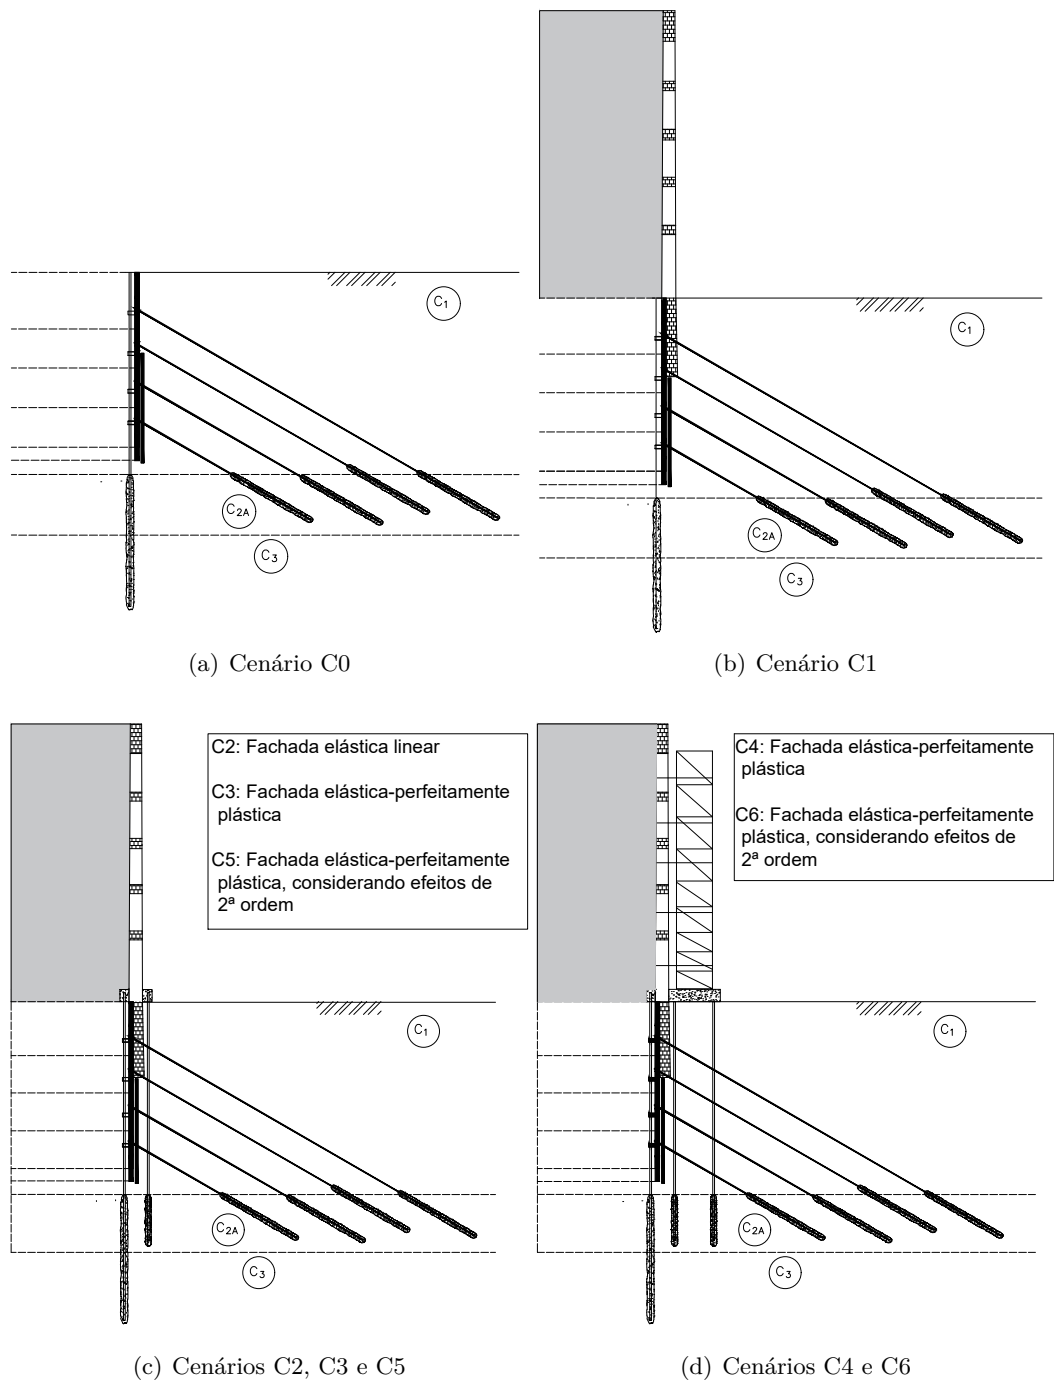 C1
C2A
C3
(a) Cenário C0
C1
C2A
C3
(b) Cenário C1
C2: Fachada elástica linear
C3: Fachada elástica-perfeitamente
plástica
C5: Fachada elástica-perfeitamente
plástica, considerando efeitos de
2ª ordem
C1
C2A
C3
(c) Cenários C2, C3 e C5
C4: Fachada elástica-perfeitamente
plástica
C6: Fachada elástica-perfeitamente
plástica, considerando efeitos de
2ª ordem
C1
C2A
C3
(d) Cenários C4 e C6